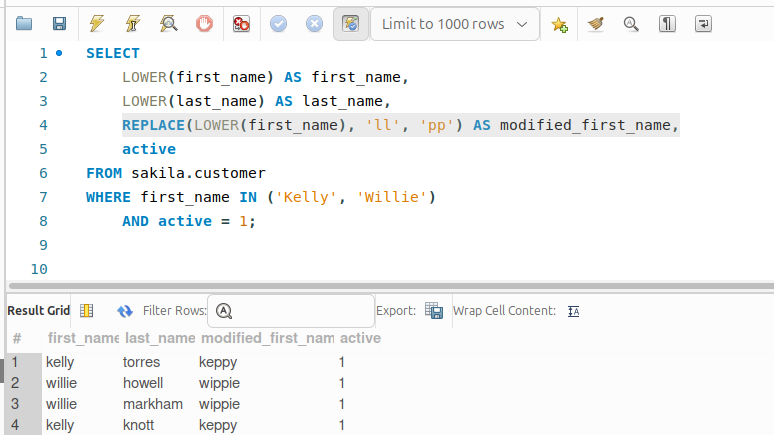 Limit to 1000 rows
1 SELECT
2 LOWER(first_name) AS first_name,
3 LOWER(last_name) AS last_name,
4 REPLACE(LOWER(first_name), 'll', 'pp') AS modified_first_name,
5 active
6 FROM sakila.customer
7 WHERE first_name IN ('Kelly', 'Willie')
8 AND active = 1;
9
10
Result Grid Filter Rows: Export: Wrap Cell Content:
# first_name last_name modified_first_nam active
1 kelly torres keppy 1
2 willie howell wippie 1
3 willie markham wippie 1
4 kelly knott keppy 1